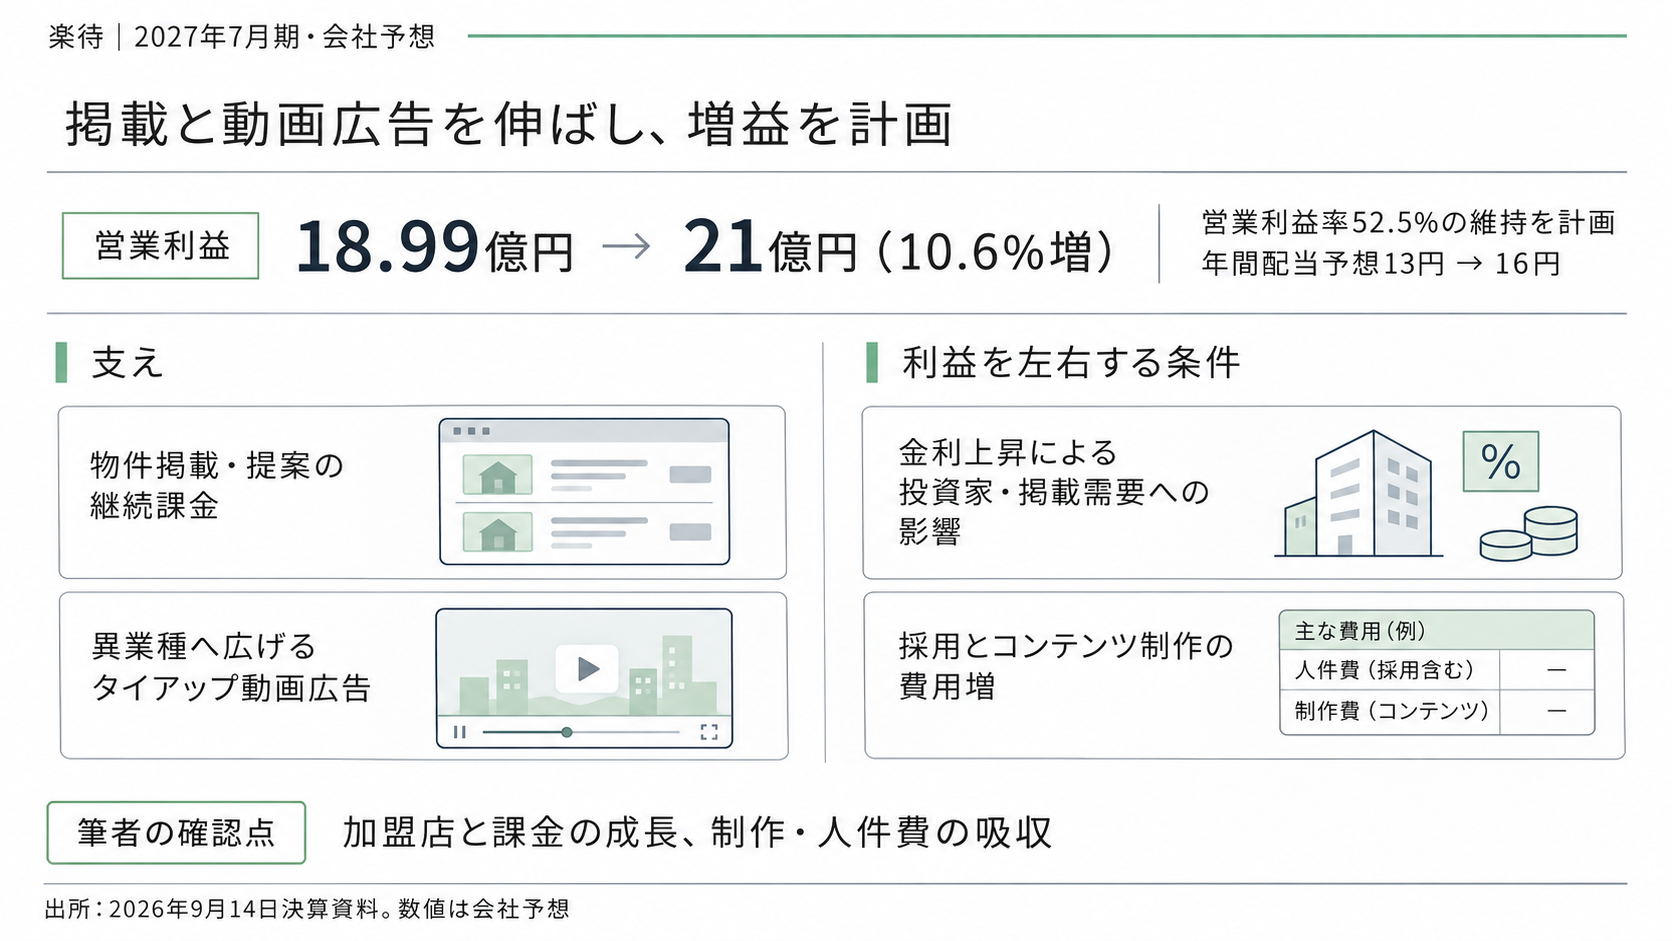 楽待｜2027年7月期・会社予想
掲載と動画広告を伸ばし、増益を計画
営業利益
18.99億円 → 21億円（10.6%増）
営業利益率52.5%の維持を計画
年間配当予想13円 → 16円
支え
物件掲載・提案の
継続課金
異業種へ広げる
タイアップ動画広告
利益を左右する条件
金利上昇による
投資家・掲載需要への
影響
%
採用とコンテンツ制作の
費用増
主な費用（例）
人件費（採用含む） —
制作費（コンテンツ） —
筆者の確認点
加盟店と課金の成長、制作・人件費の吸収
出所：2026年9月14日決算資料。数値は会社予想